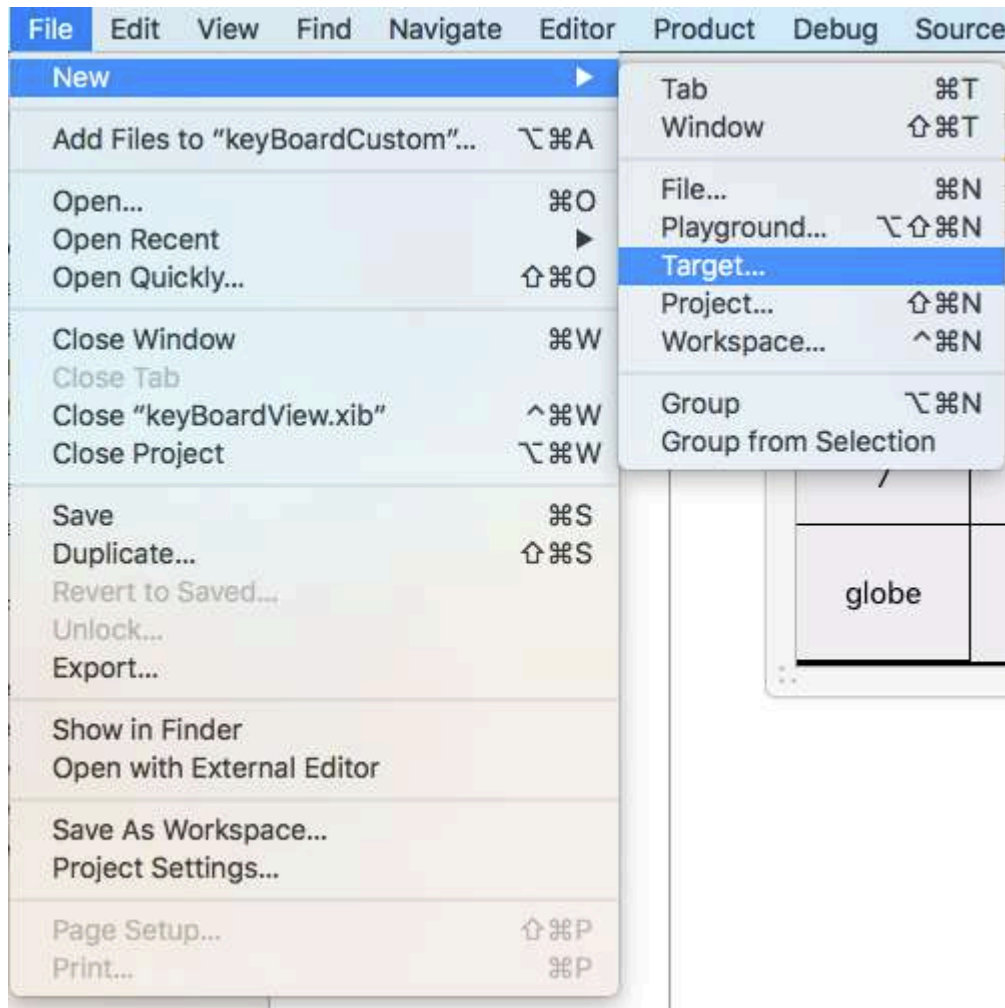 File Edit View Find Navigate Editor Product Debug Source
New ▶
Add Files to “keyBoardCustom”... ⌥⌘A
Open... ⌘O
Open Recent ▶
Open Quickly... ⇧⌘O
Close Window ⌘W
Close Tab
Close “keyBoardView.xib” ^⌘W
Close Project ⌥⌘W
Save ⌘S
Duplicate... ⇧⌘S
Revert to Saved...
Unlock...
Export...
Show in Finder
Open with External Editor
Save As Workspace...
Project Settings...
Page Setup... ⇧⌘P
Print... ⌘P
Tab ⌘T
Window ⇧⌘T
File... ⌘N
Playground... ⌥⇧⌘N
Target...
Project... ⇧⌘N
Workspace... ^⌘N
Group ⌥⌘N
Group from Selection
globe